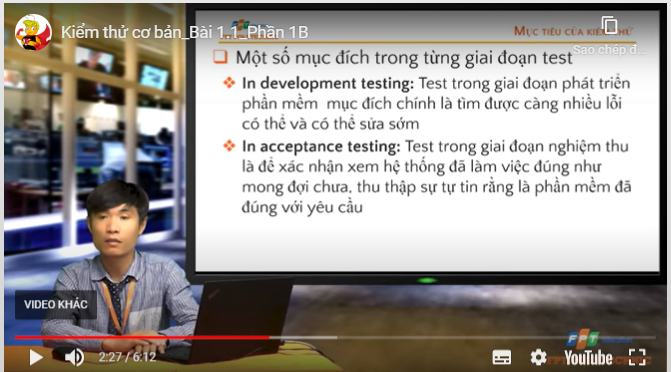 Kiểm thử cơ bản_Bài 1.1_Phần 1B
FPT
MỤC TIÊU CỦA KIỂM THỬ
Sao chép đ...
Một số mục đích trong từng giai đoạn test
In development testing: Test trong giai đoạn phát triển
phần mềm mục đích chính là tìm được càng nhiều lỗi
có thể và có thể sửa sớm
In acceptance testing: Test trong giai đoạn nghiệm thu
là để xác nhận xem hệ thống đã làm việc đúng như
mong đợi chưa, thu thập sự tự tin rằng là phần mềm đã
đúng với yêu cầu
VIDEO KHÁC
FPT
2:27 / 6:12
YouTube